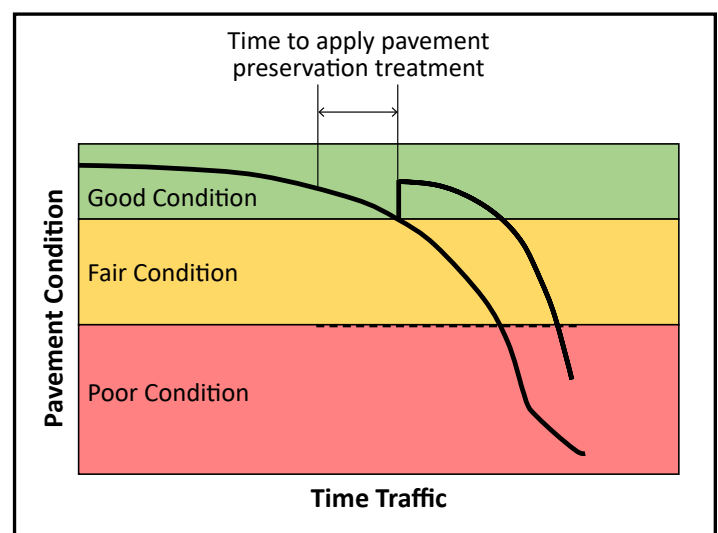 Time to apply pavement
preservation treatment
Good Condition
Fair Condition
Poor Condition
Pavement Condition
Time Traffic